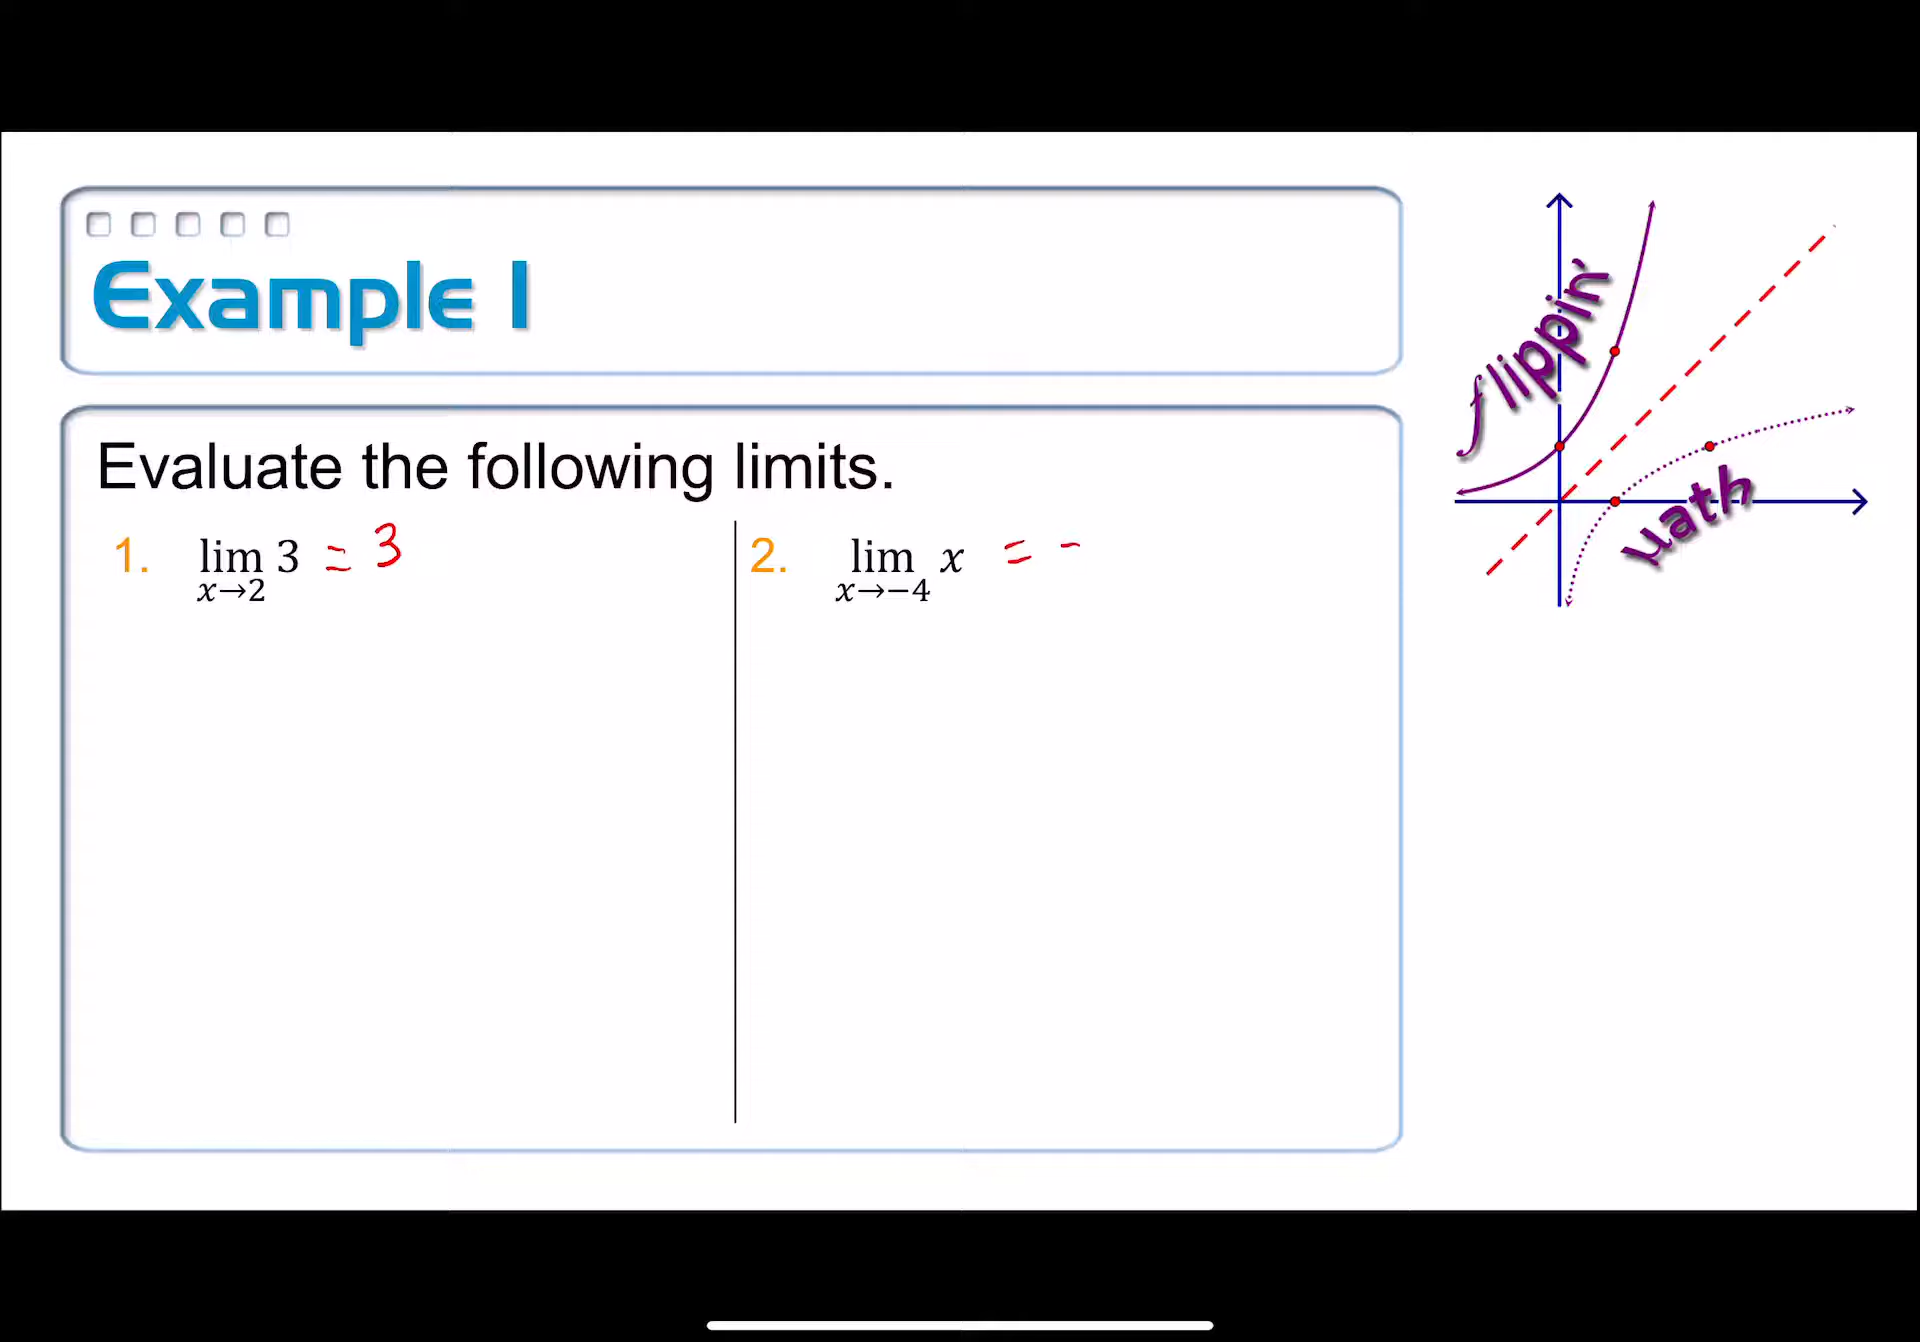 Example 1
Evaluate the following limits.
1. lim 3 = 3
x→2
2. lim x = -
x→-4
flippin'
math